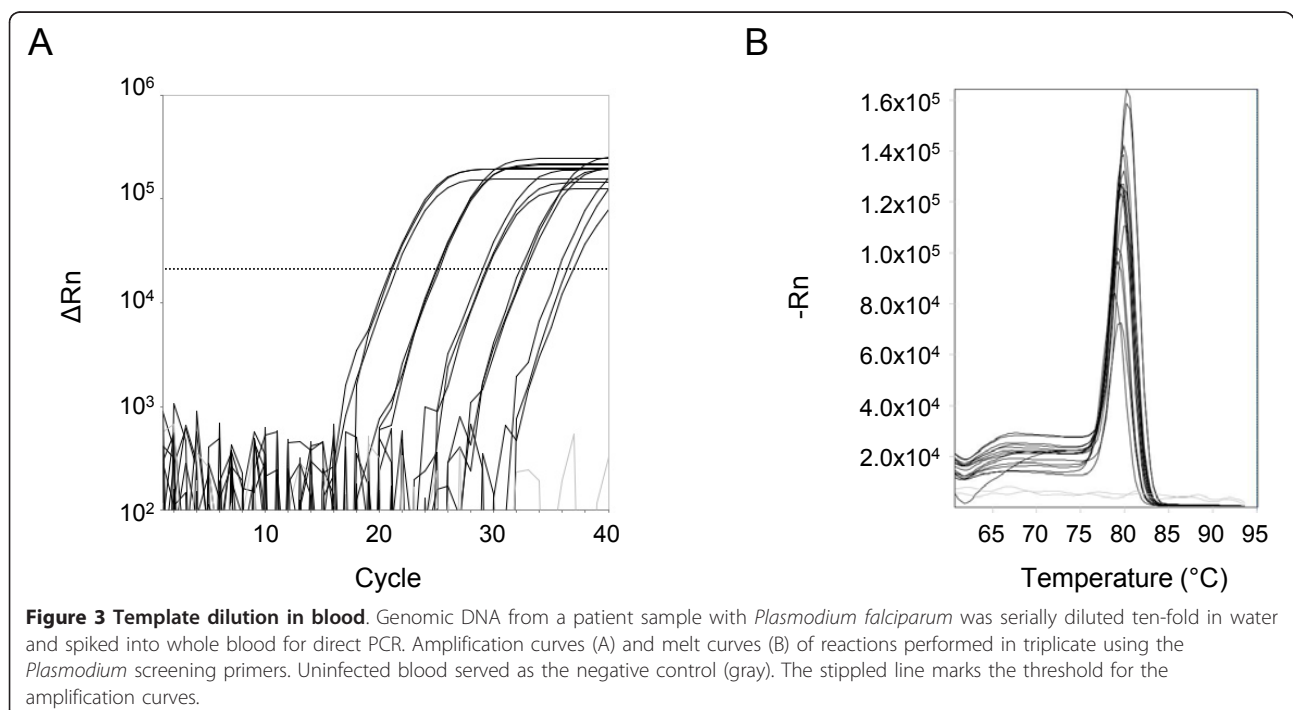 A
B
10⁶
10⁵
10⁴
10³
10²
ΔRn
10
20
30
40
Cycle
1.6x10⁵
1.4x10⁵
1.2x10⁵
1.0x10⁵
8.0x10⁴
6.0x10⁴
4.0x10⁴
2.0x10⁴
-Rn
65
70
75
80
85
90
95
Temperature (°C)
Figure 3 Template dilution in blood. Genomic DNA from a patient sample with Plasmodium falciparum was serially diluted ten-fold in water
and spiked into whole blood for direct PCR. Amplification curves (A) and melt curves (B) of reactions performed in triplicate using the
Plasmodium screening primers. Uninfected blood served as the negative control (gray). The stippled line marks the threshold for the
amplification curves.